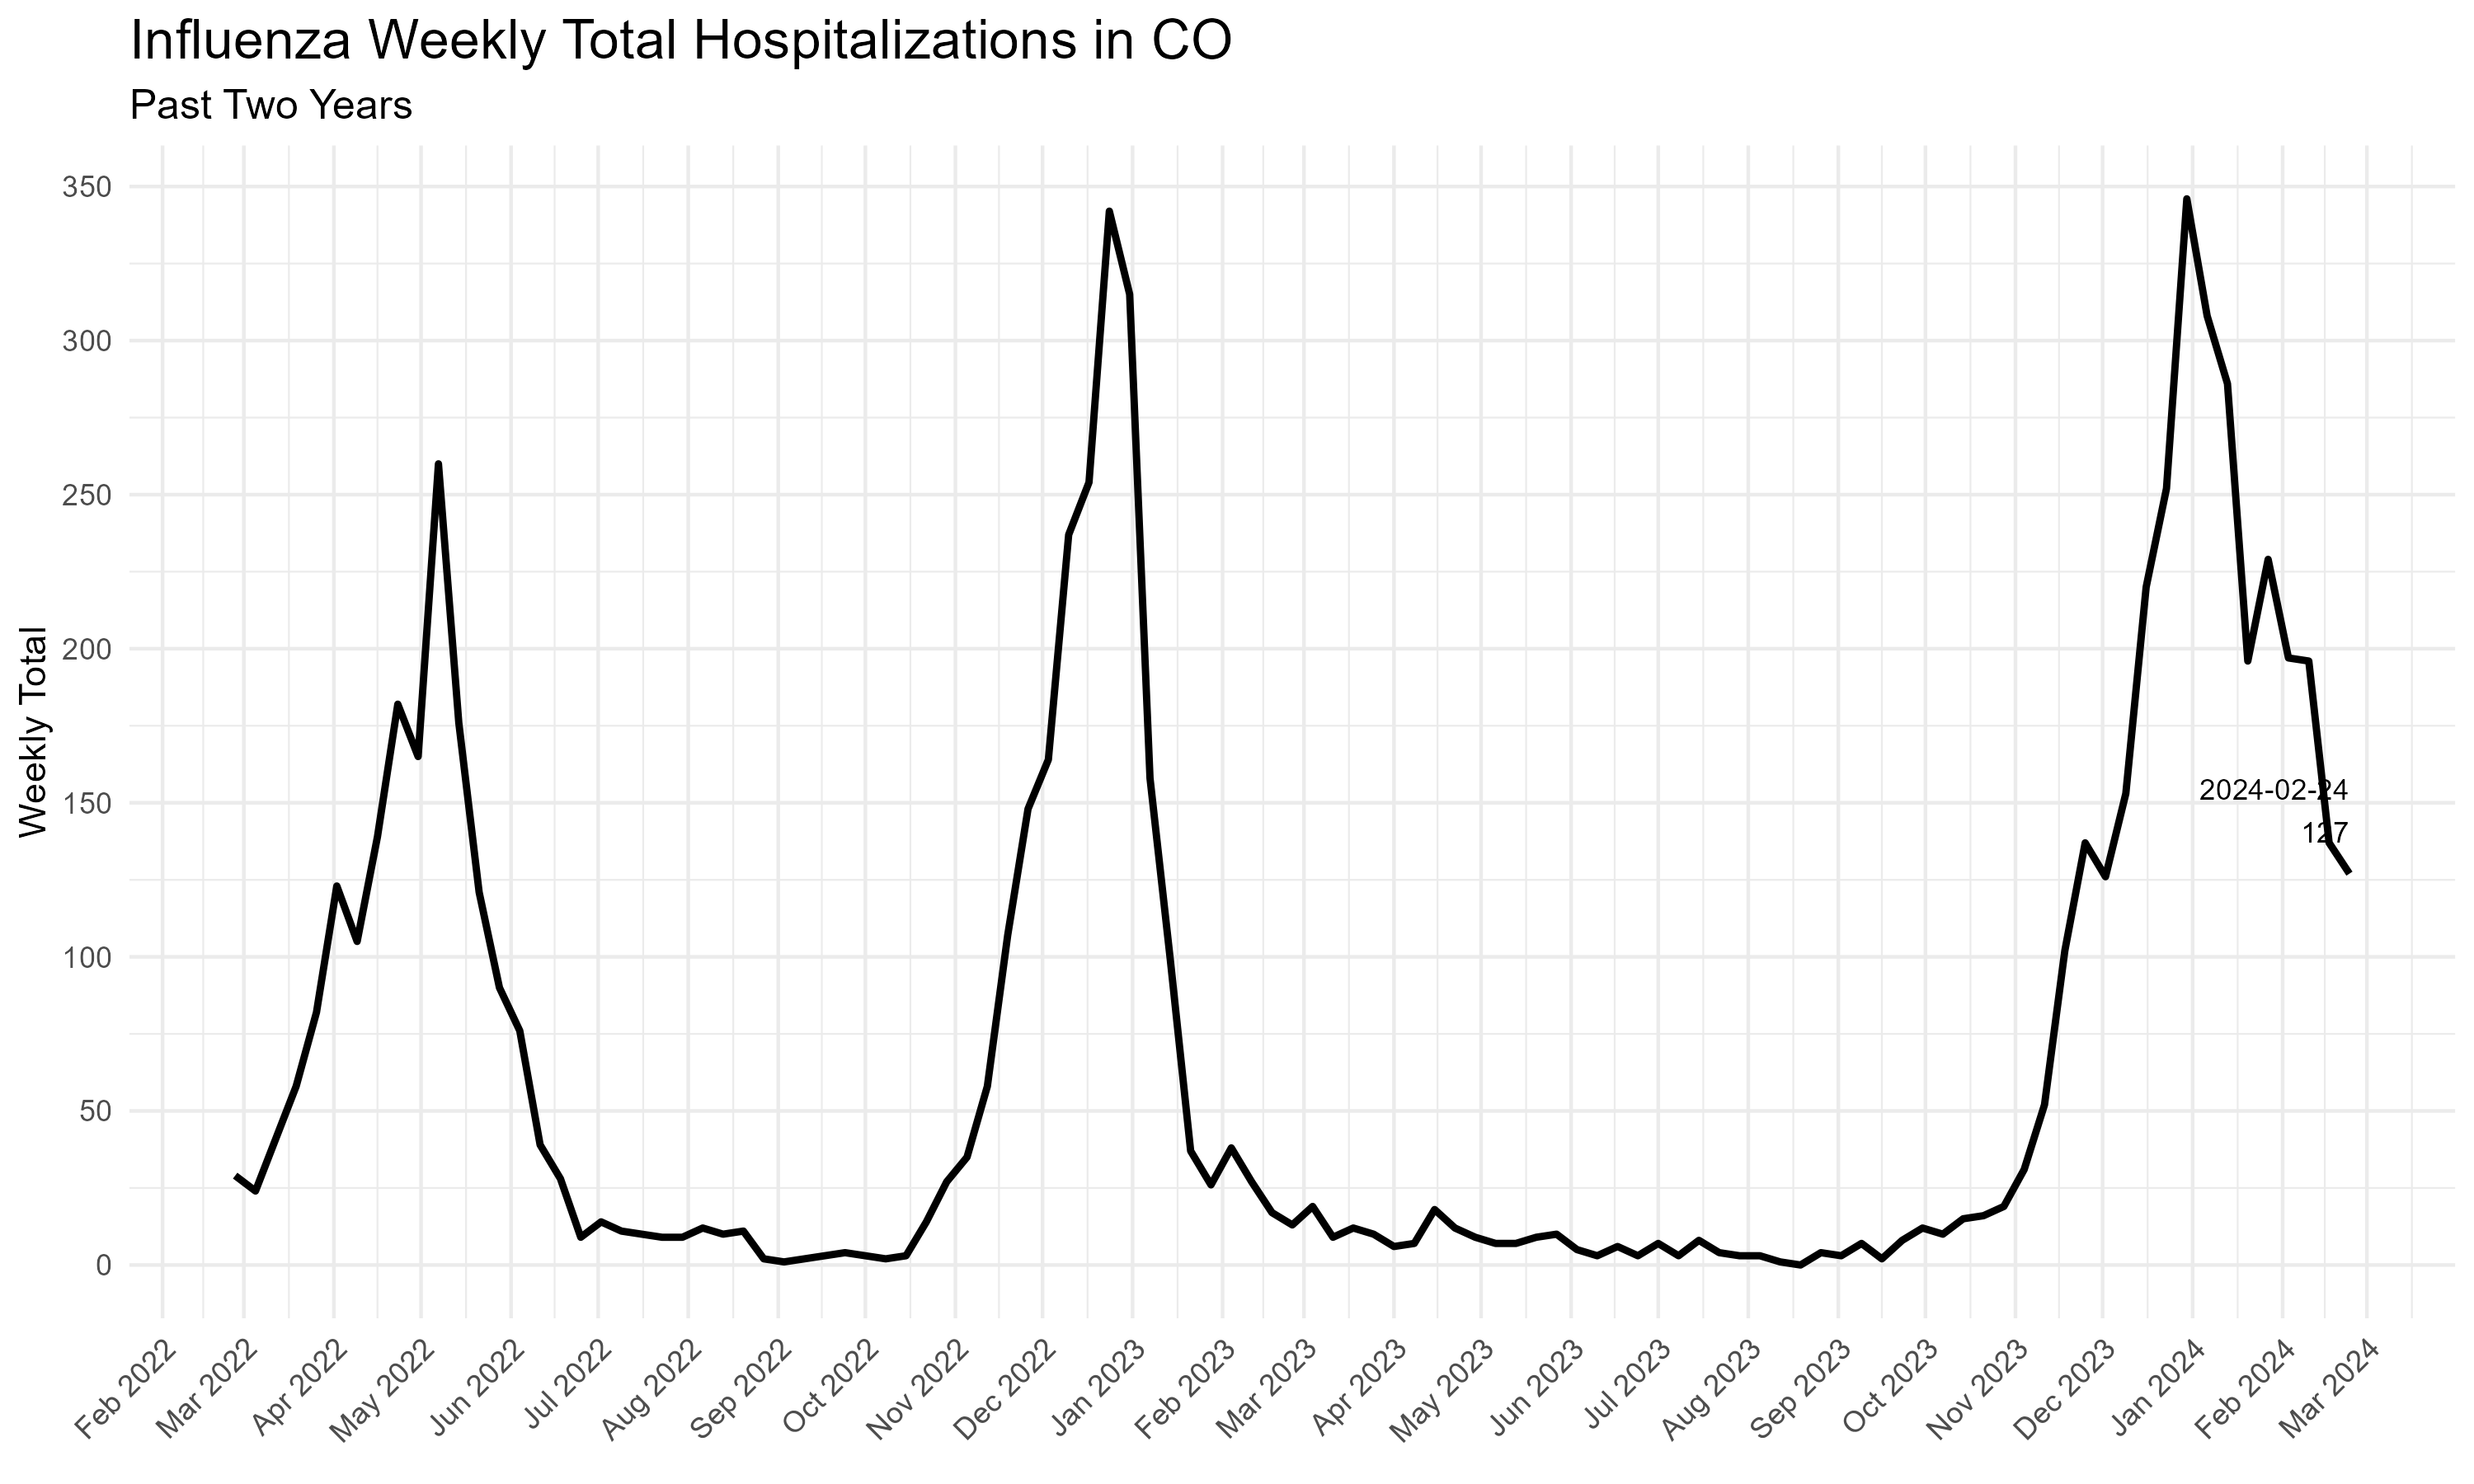 Influenza Weekly Total Hospitalizations in CO
Past Two Years
Weekly Total
350
300
250
200
150
100
50
0
2024-02-24
127
Feb 2022
Mar 2022
Apr 2022
May 2022
Jun 2022
Jul 2022
Aug 2022
Sep 2022
Oct 2022
Nov 2022
Dec 2022
Jan 2023
Feb 2023
Mar 2023
Apr 2023
May 2023
Jun 2023
Jul 2023
Aug 2023
Sep 2023
Oct 2023
Nov 2023
Dec 2023
Jan 2024
Feb 2024
Mar 2024